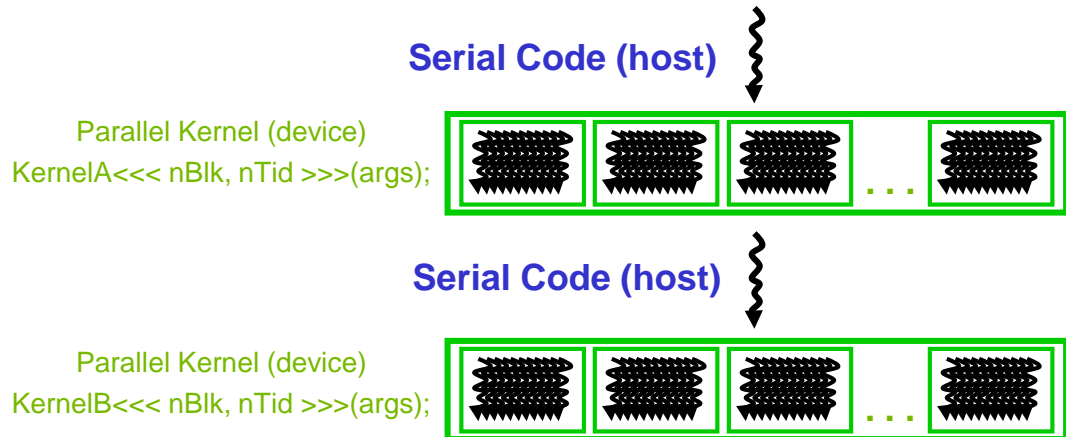 Serial Code (host)
Parallel Kernel (device)
KernelA<<< nBlk, nTid >>>(args);
. . .
Serial Code (host)
Parallel Kernel (device)
KernelB<<< nBlk, nTid >>>(args);
. . .